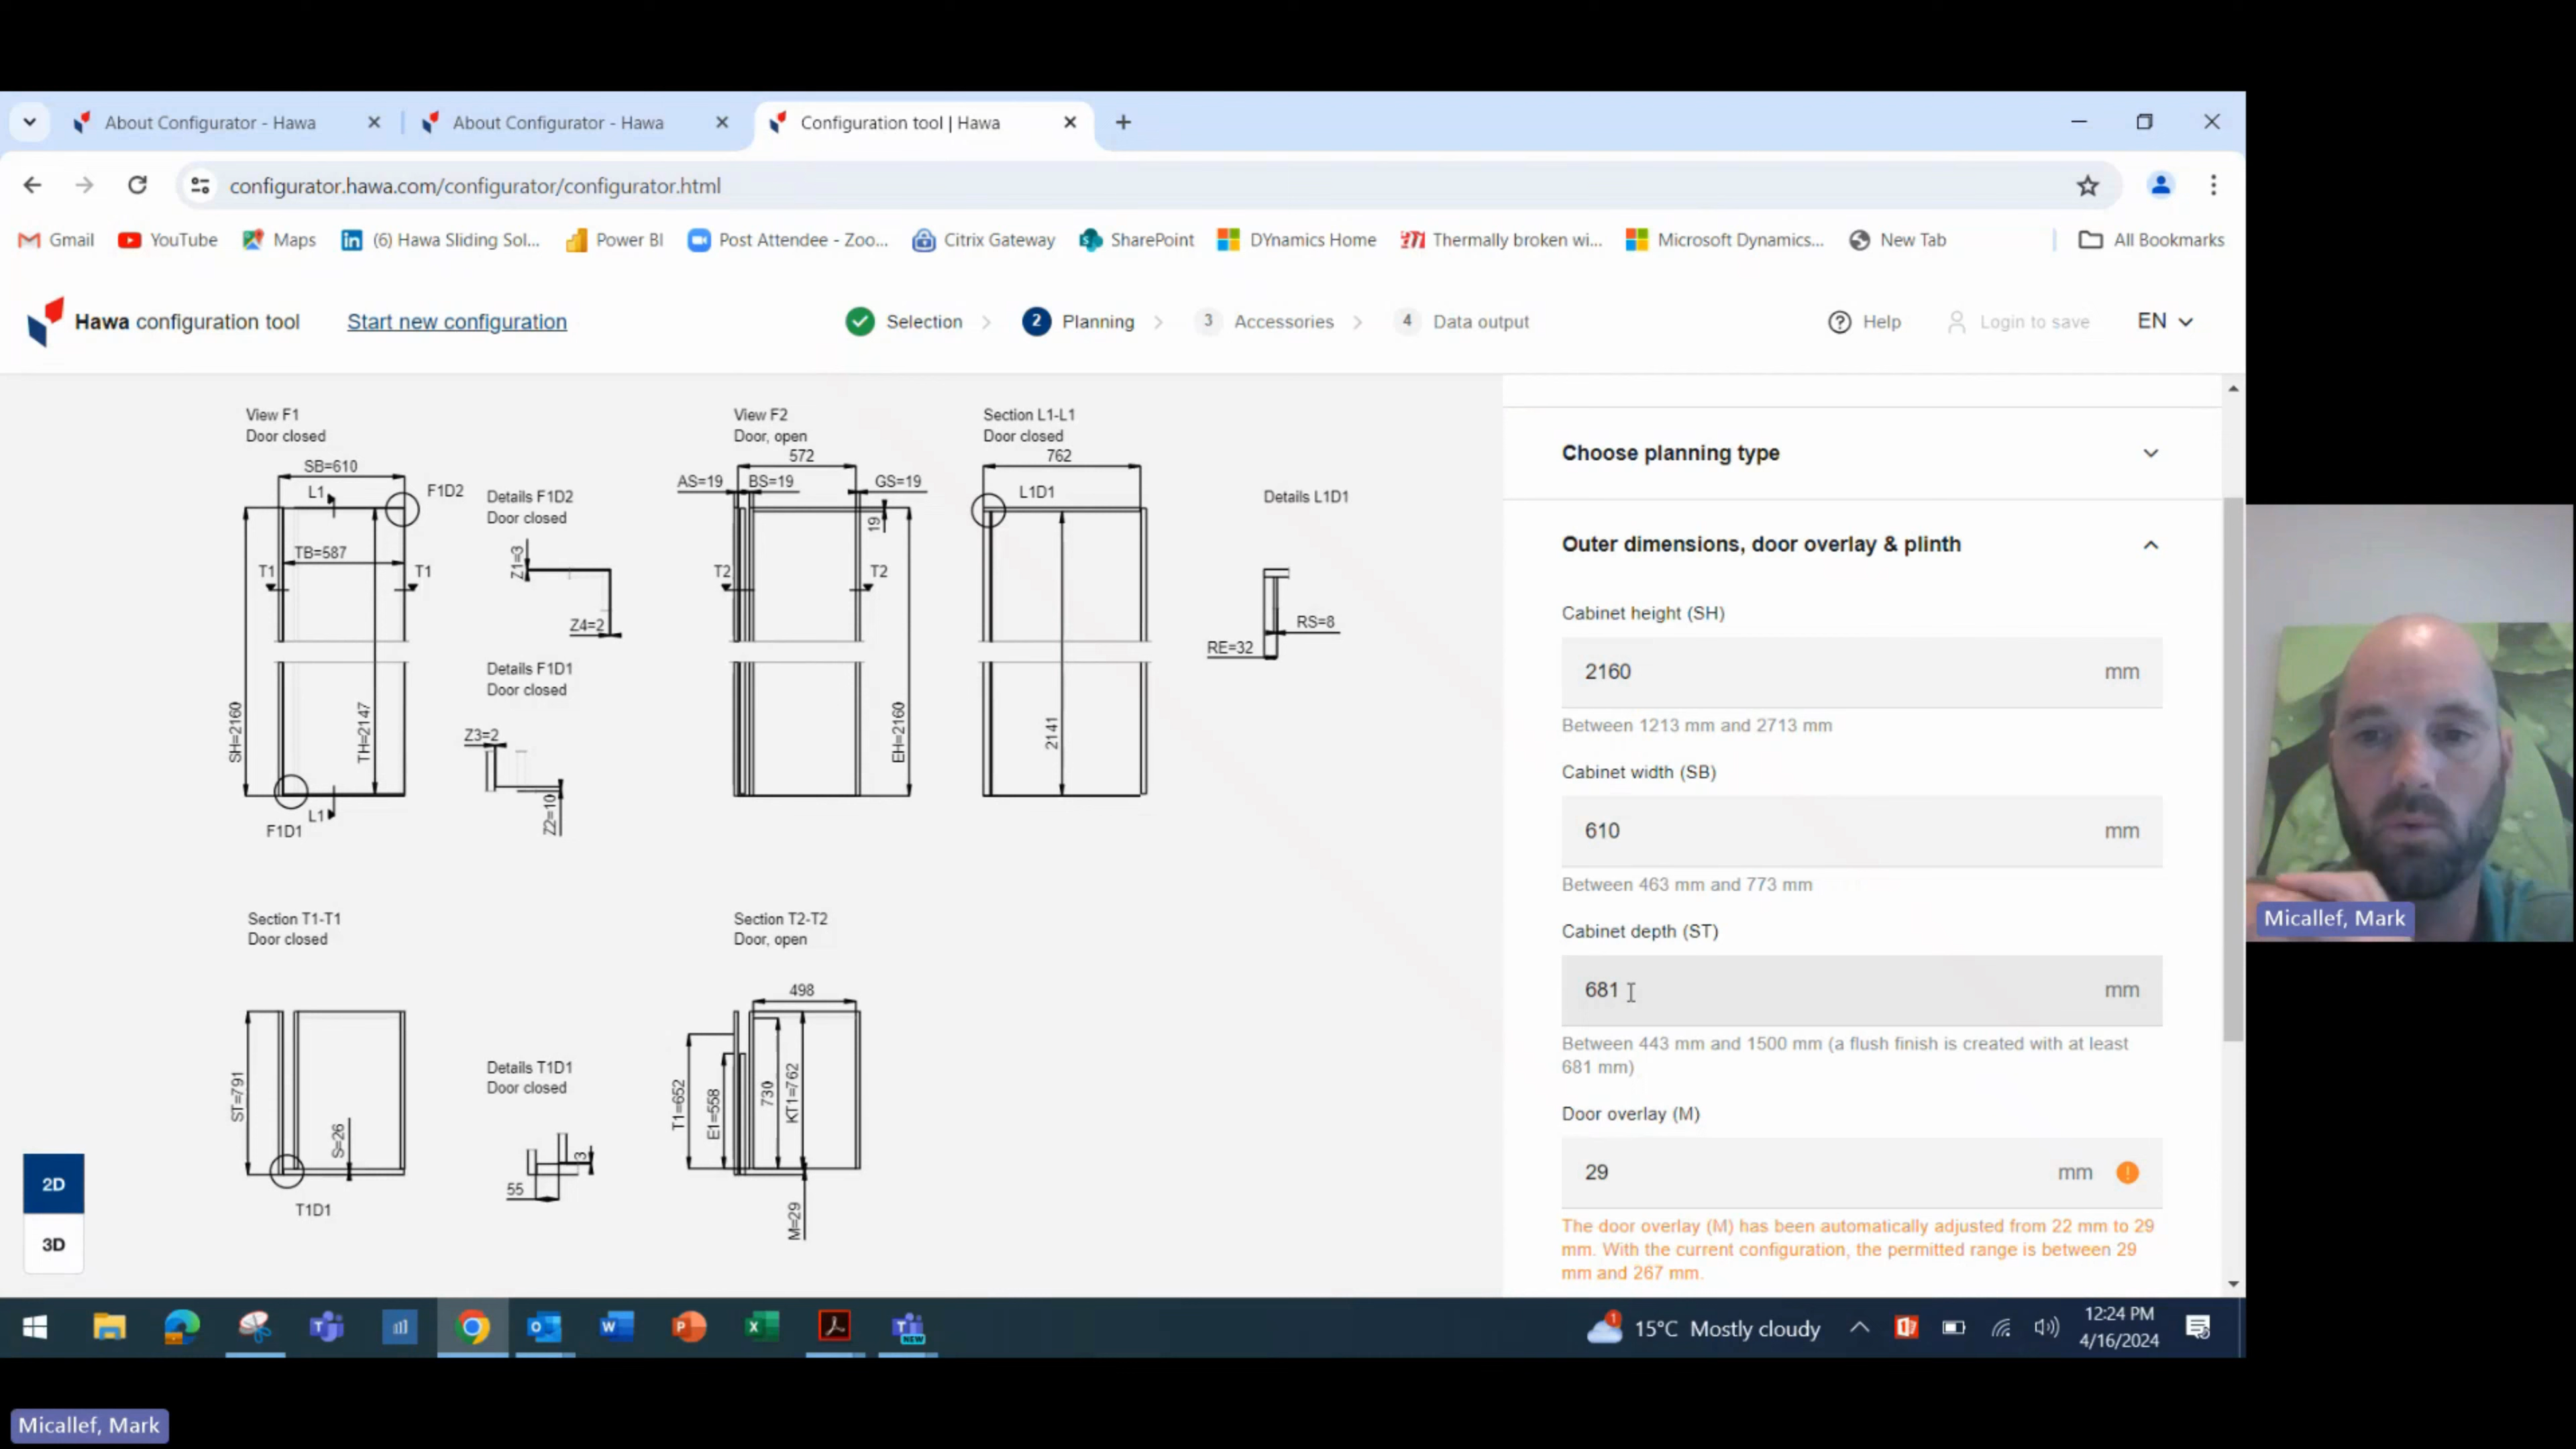 About Configurator - Hawa
About Configurator - Hawa
Configuration tool | Hawa
configurator.hawa.com/configurator/configurator.html
Gmail
YouTube
Maps
(6) Hawa Sliding Sol...
Power BI
Post Attendee - Zoo...
Citrix Gateway
SharePoint
DYnamics Home
Thermally broken wi...
Microsoft Dynamics...
New Tab
All Bookmarks
Hawa configuration tool
Start new configuration
Selection
2 Planning
3 Accessories
4 Data output
Help
Login to save
EN
View F1
Door closed
SB=610
L1
F1D2
TB=587
T1
T1
SH=2160
TH=2147
L1
F1D1
Details F1D2
Door closed
Z1=3
Z4=2
Details F1D1
Door closed
Z3=2
Z2=10
View F2
Door, open
572
AS=19
BS=19
GS=19
19
T2
T2
EH=2160
Section L1-L1
Door closed
762
L1D1
2141
Details L1D1
RS=8
RE=32
Section T1-T1
Door closed
ST=791
S=26
T1D1
Details T1D1
Door closed
3
55
Section T2-T2
Door, open
498
T1=652
E1=558
730
KT1=762
M=29
2D
3D
Choose planning type
Outer dimensions, door overlay & plinth
Cabinet height (SH)
2160 mm
Between 1213 mm and 2713 mm
Cabinet width (SB)
610 mm
Between 463 mm and 773 mm
Cabinet depth (ST)
681 mm
Between 443 mm and 1500 mm (a flush finish is created with at least
681 mm)
Door overlay (M)
29 mm
The door overlay (M) has been automatically adjusted from 22 mm to 29
mm. With the current configuration, the permitted range is between 29
mm and 267 mm.
Micallef, Mark
1
15°C Mostly cloudy
12:24 PM
4/16/2024
NEW
Micallef, Mark